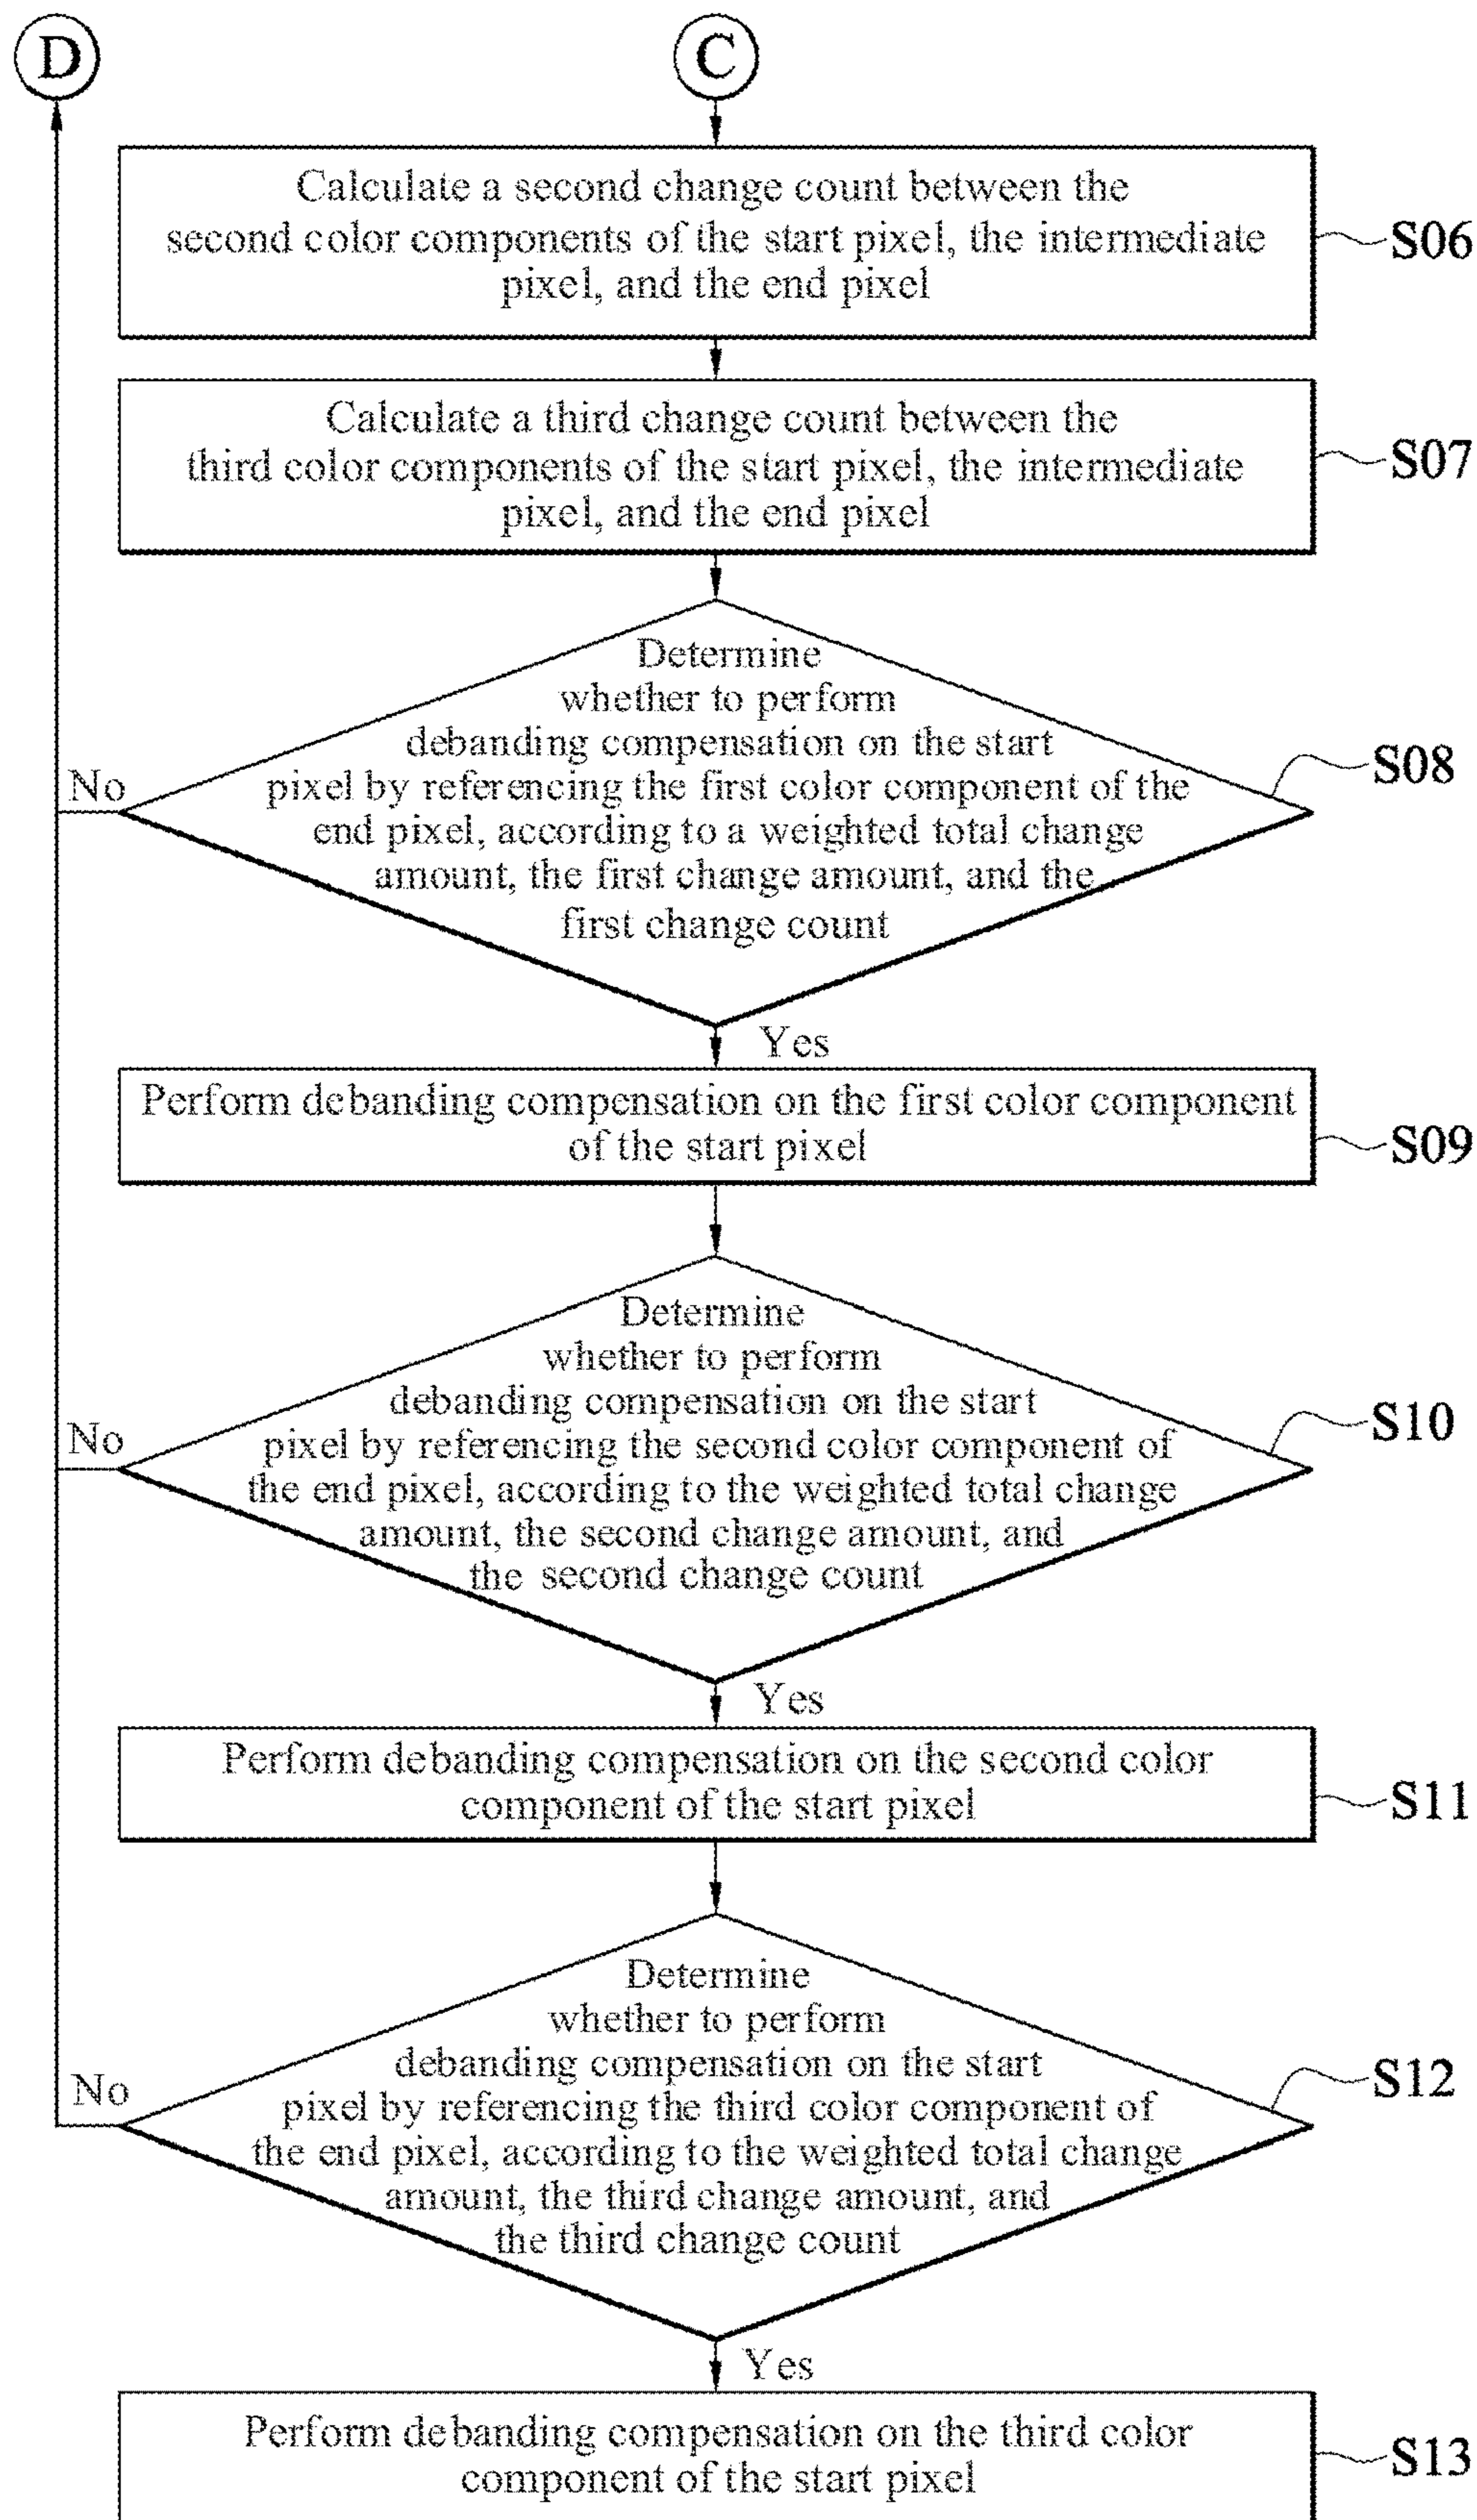 D
C
Calculate a second change count between the
second color components of the start pixel, the intermediate
pixel, and the end pixel
S06
Calculate a third change count between the
third color components of the start pixel, the intermediate
pixel, and the end pixel
S07
Determine
whether to perform
debanding compensation on the start
pixel by referencing the first color component of the
end pixel, according to a weighted total change
amount, the first change amount, and the
first change count
S08
No
Yes
Perform debanding compensation on the first color component
of the start pixel
S09
Determine
whether to perform
debanding compensation on the start
pixel by referencing the second color component of
the end pixel, according to the weighted total change
amount, the second change amount, and
the second change count
S10
No
Yes
Perform debanding compensation on the second color
component of the start pixel
S11
Determine
whether to perform
debanding compensation on the start
pixel by referencing the third color component of
the end pixel, according to the weighted total change
amount, the third change amount, and
the third change count
S12
No
Yes
Perform debanding compensation on the third color
component of the start pixel
S13